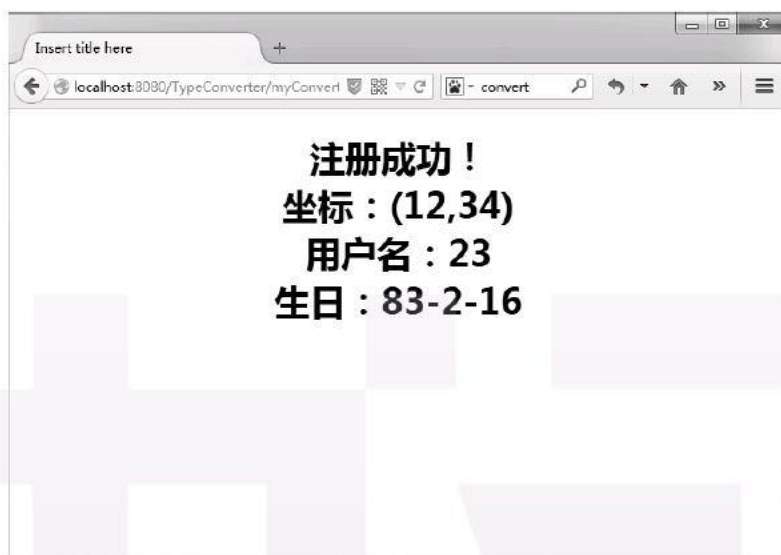 Insert title here
localhost:8080/TypeConverter/myConvert
convert
注册成功！
坐标：(12,34)
用户名：23
生日：83-2-16